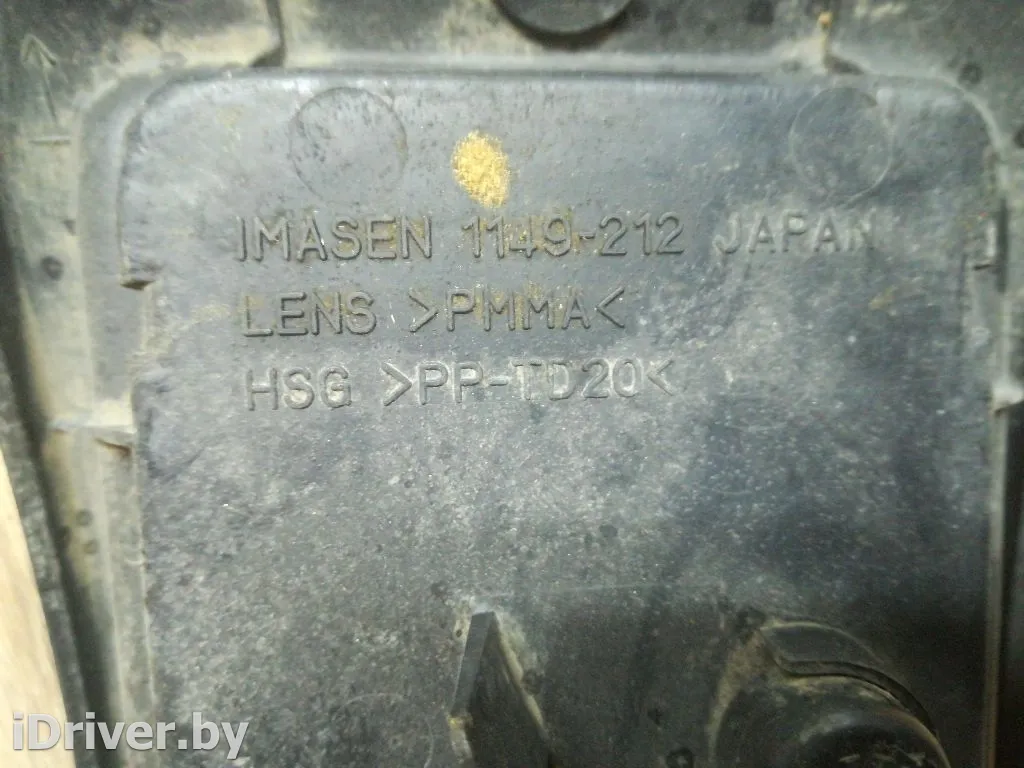 IMASEN 1149-212 JAPAN
LENS >PMMA<
HSG >PP-TD20<
iDriver.by